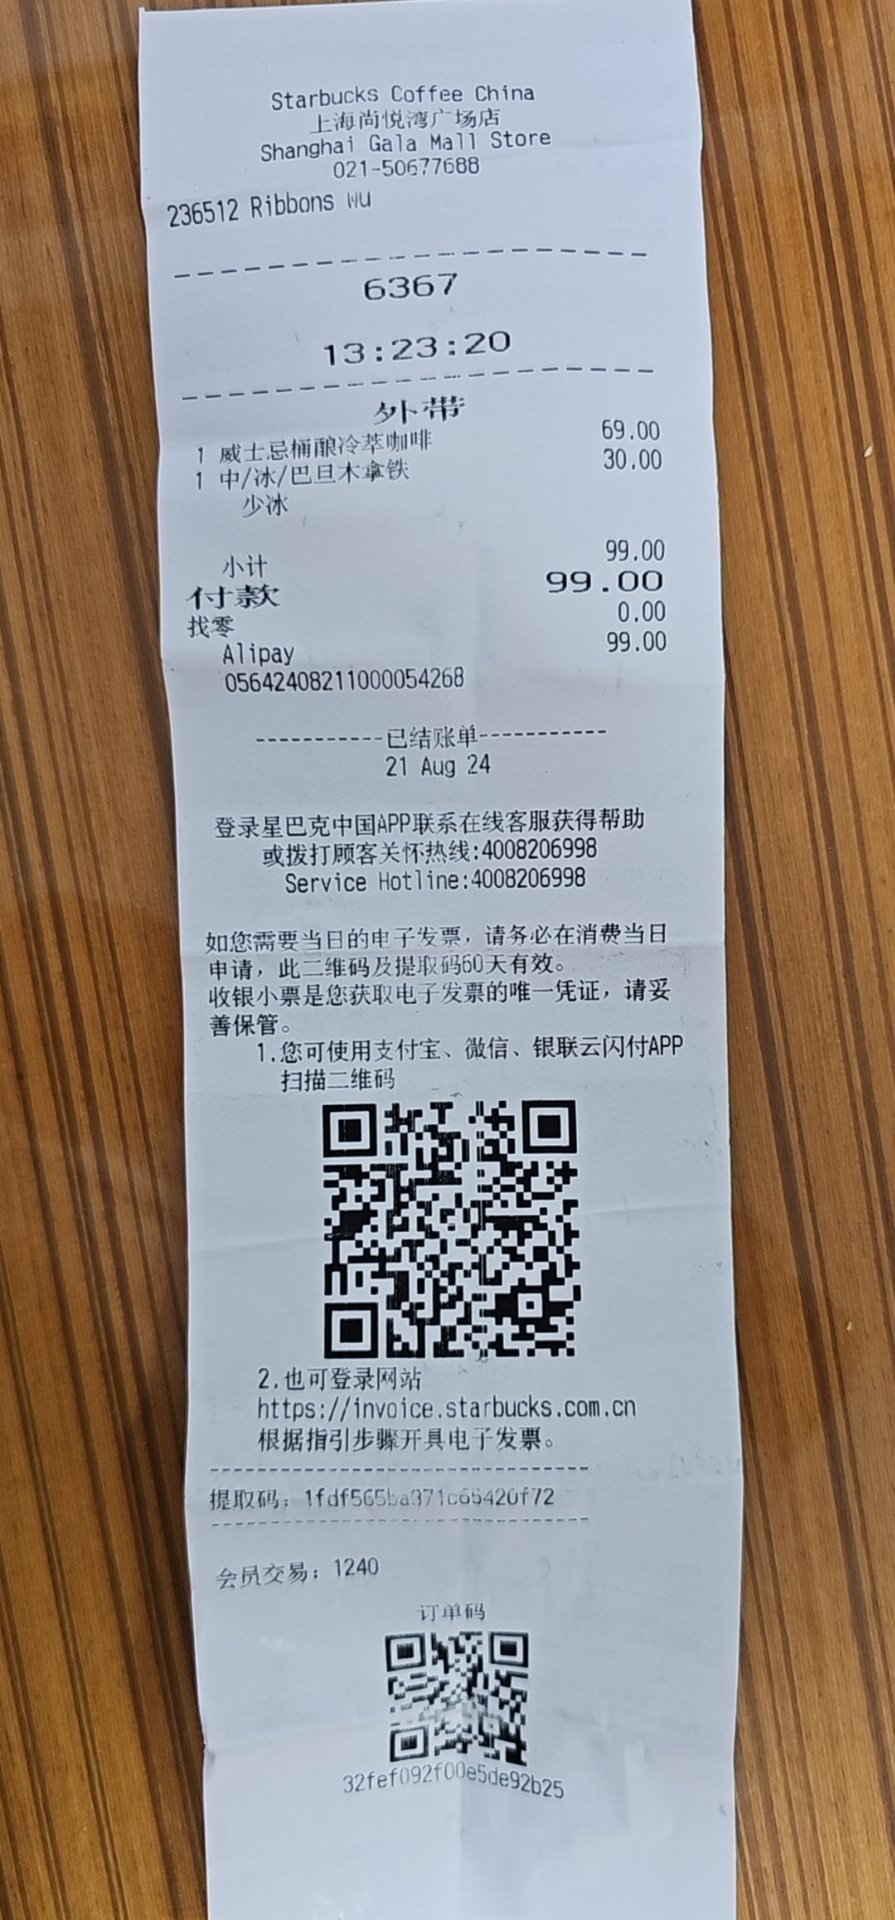 Starbucks Coffee China
上海尚悦湾广场店
Shanghai Gala Mall Store
021-50677688
236512 Ribbons Wu
6367
13:23:20
外带
1 威士忌桶酿冷萃咖啡 69.00
1 中/冰/巴旦木拿铁 30.00
少冰
小计 99.00
付款 99.00
找零 0.00
Alipay 99.00
05642408211000054268
-----------已结账单-----------
21 Aug 24
登录星巴克中国APP联系在线客服获得帮助
或拨打顾客关怀热线:4008206998
Service Hotline:4008206998
如您需要当日的电子发票，请务必在消费当日
申请，此二维码及提取码60天有效。
收银小票是您获取电子发票的唯一凭证，请妥
善保管。
1.您可使用支付宝、微信、银联云闪付APP
扫描二维码
2.也可登录网站
https://invoice.starbucks.com.cn
根据指引步骤开具电子发票。
提取码：
会员交易：1240
订单码
32fef092f00e5de92b25